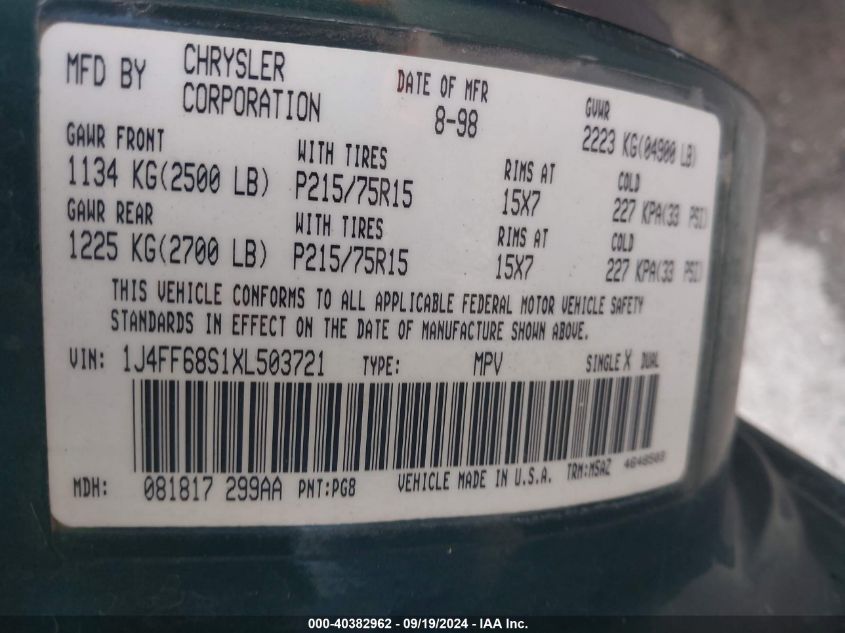 MFD BY CHRYSLER CORPORATION DATE OF MFR 8-98 GVWR 2223 KG(04900 LB)
GAWR FRONT WITH TIRES RIMS AT COLD
1134 KG(2500 LB) P215/75R15 15X7 227 KPA(33 PSI)
GAWR REAR WITH TIRES RIMS AT COLD
1225 KG(2700 LB) P215/75R15 15X7 227 KPA(33 PSI)
THIS VEHICLE CONFORMS TO ALL APPLICABLE FEDERAL MOTOR VEHICLE SAFETY
STANDARDS IN EFFECT ON THE DATE OF MANUFACTURE SHOWN ABOVE.
VIN: 1J4FF68S1XL503721 TYPE: MPV SINGLE X DUAL
MDH: 081817 299AA PNT:PG8 VEHICLE MADE IN U.S.A. TRM:MSAZ
000-40382962 - 09/19/2024 - IAA Inc.